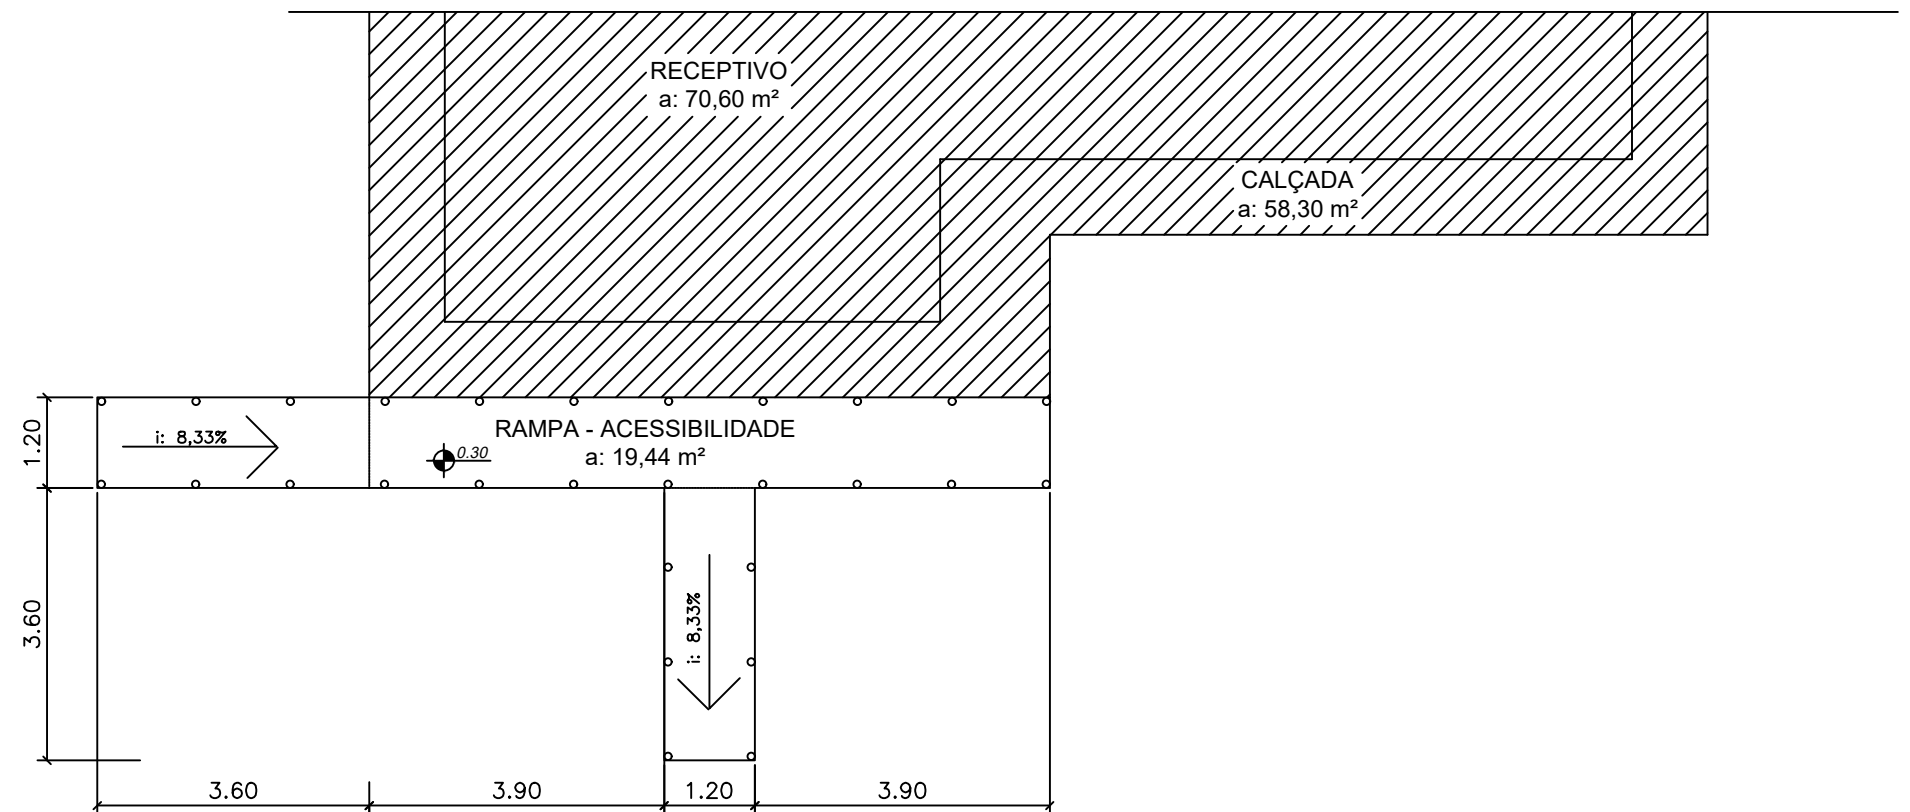 RECEPTIVO
a: 70,60 m²
CALÇADA
a: 58,30 m²
1.20
i: 8,33%
RAMPA - ACESSIBILIDADE
a: 19,44 m²
0.30
3.60
i: 8,33%
3.60
3.90
1.20
3.90